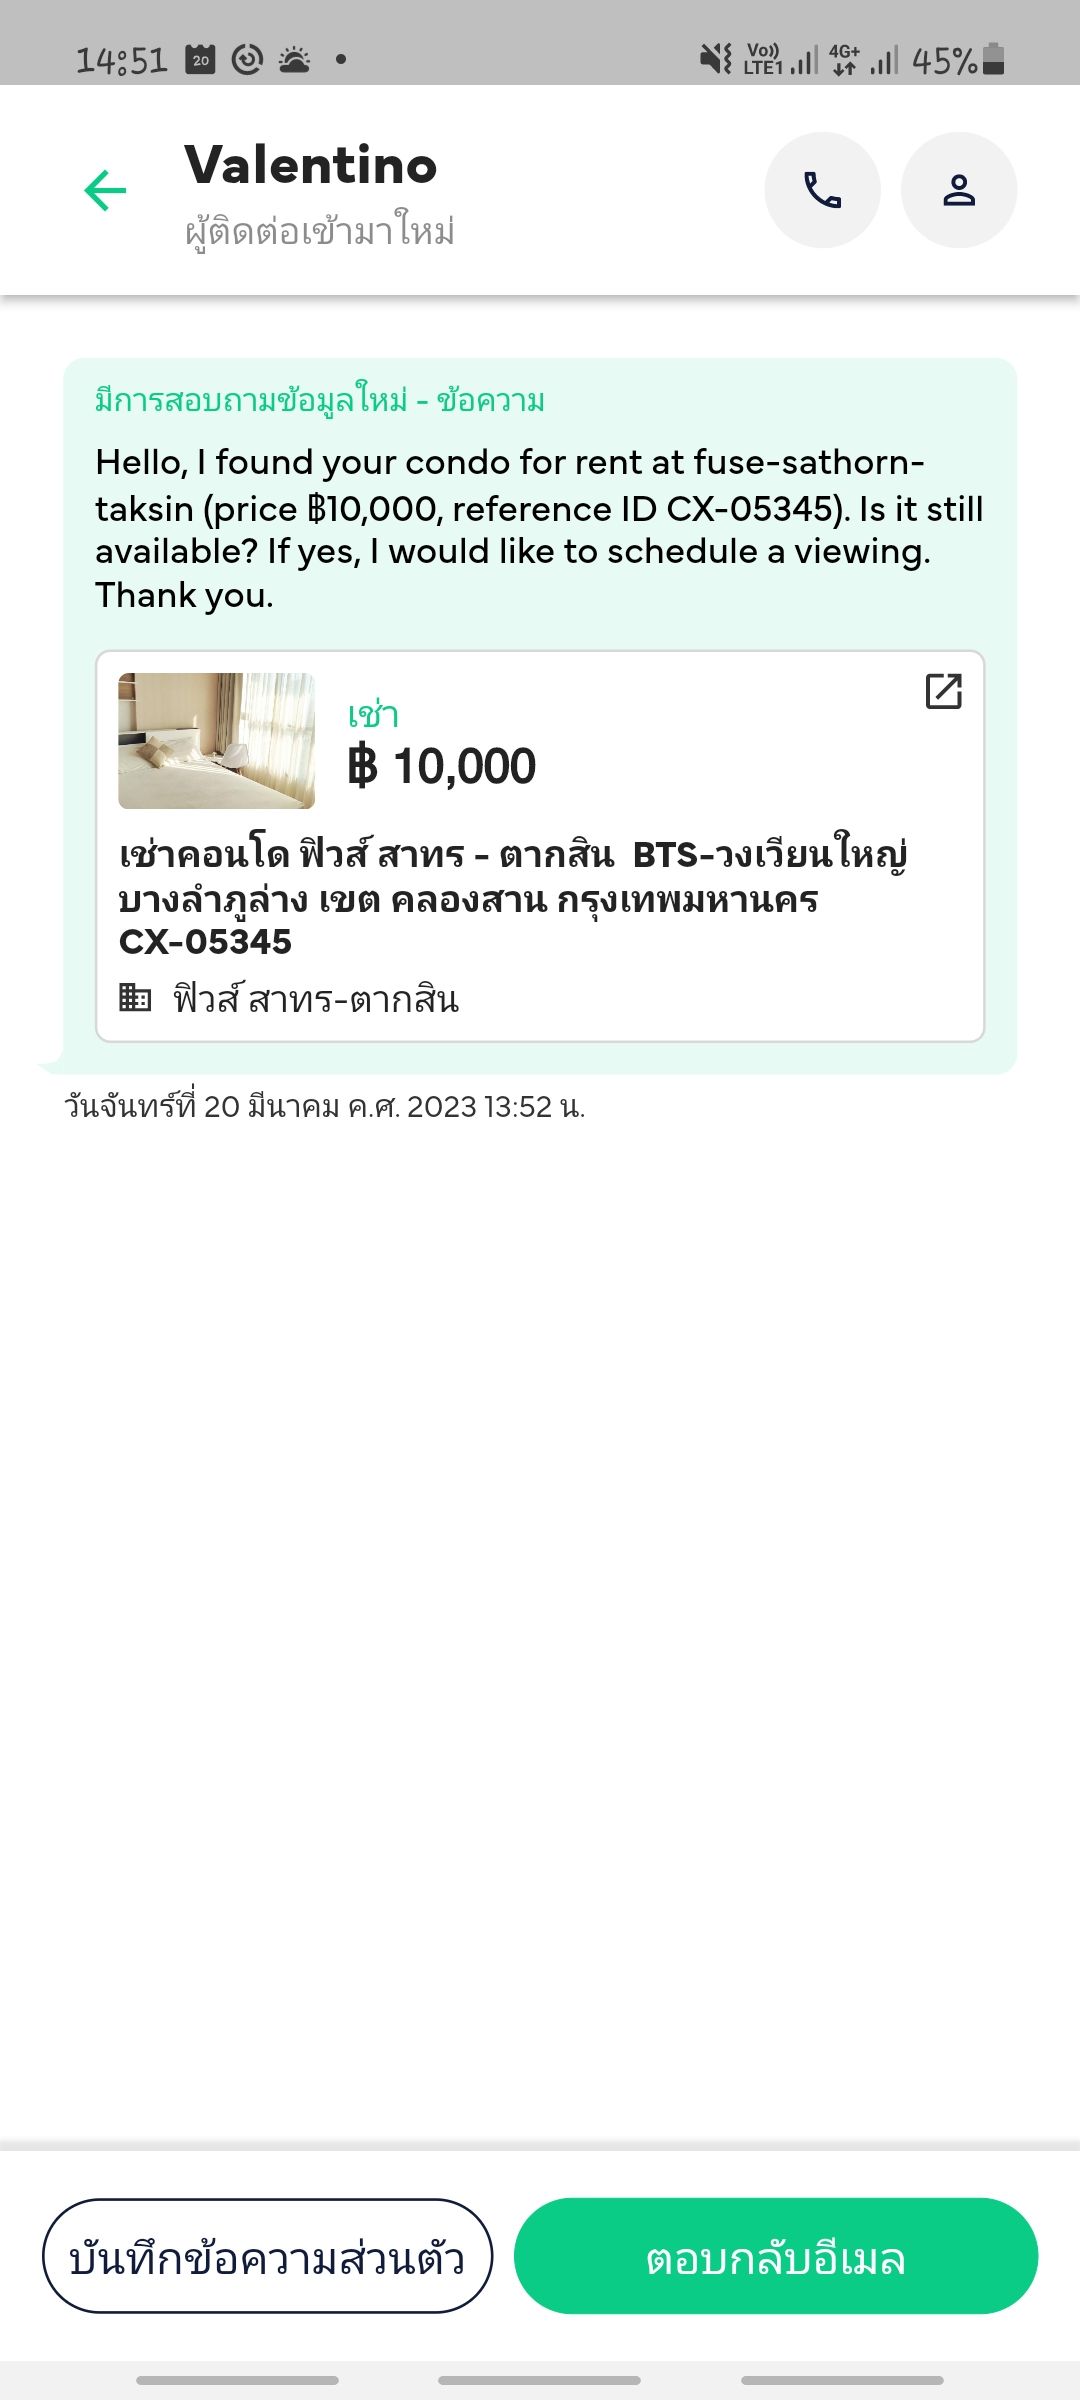 14:51
20
Vo))
LTE1
4G+
45%
Valentino
ผู้ติดต่อเข้ามาใหม่
มีการสอบถามข้อมูลใหม่ - ข้อความ
Hello, I found your condo for rent at fuse-sathorn-
taksin (price ฿10,000, reference ID CX-05345). Is it still
available? If yes, I would like to schedule a viewing.
Thank you.
เช่า
฿ 10,000
เช่าคอนโด ฟิวส์ สาทร - ตากสิน  BTS-วงเวียนใหญ่
บางลำภูล่าง เขต คลองสาน กรุงเทพมหานคร
CX-05345
ฟิวส์ สาทร-ตากสิน
วันจันทร์ที่ 20 มีนาคม ค.ศ. 2023 13:52 น.
บันทึกข้อความส่วนตัว
ตอบกลับอีเมล